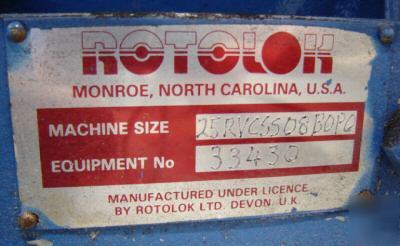 ROTOLOK
MONROE, NORTH CAROLINA, U.S.A.
MACHINE SIZE 25RVCSS08BOPC
EQUIPMENT No 33430
MANUFACTURED UNDER LICENCE
BY ROTOLOK LTD. DEVON. U.K.